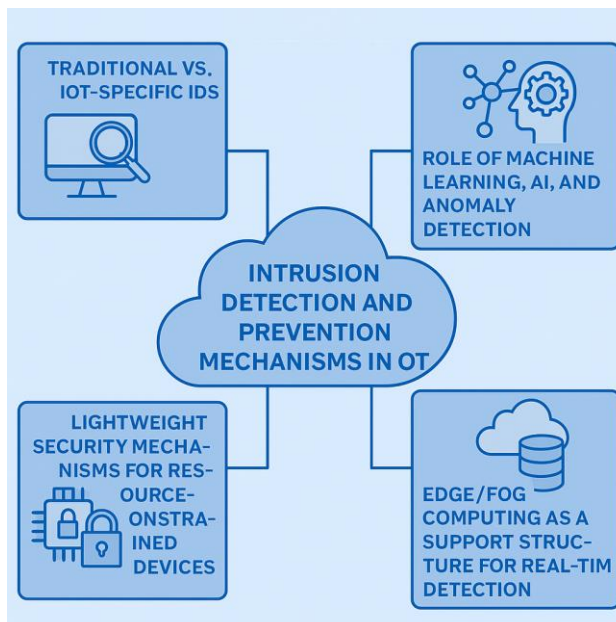 TRADITIONAL VS.
IOT-SPECIFIC IDS
ROLE OF MACHINE
LEARNING, AI, AND
ANOMALY
DETECTION
INTRUSION
DETECTION AND
PREVENTION
MECHANISMS IN OT
LIGHTWEIGHT
SECURITY MECHA-
NISMS FOR RES-
OURCE-
ONSTRA-
INED
DEVICES
EDGE/FOG
COMPUTING AS A
SUPPORT STRUC-
TURE FOR REAL-TIM
DETECTION